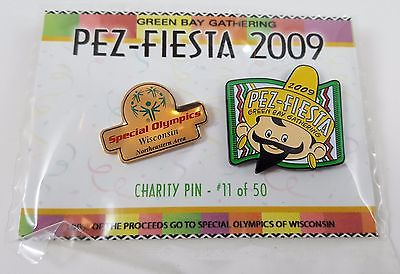 GREEN BAY GATHERING
PEZ-FIESTA 2009
Special Olympics
Wisconsin
Northeastern Area
2009
PEZ-FIESTA
GREEN BAY GATHERING
CHARITY PIN - #11 of 50
OF THE PROCEEDS GO TO SPECIAL OLYMPICS OF WISCONSIN